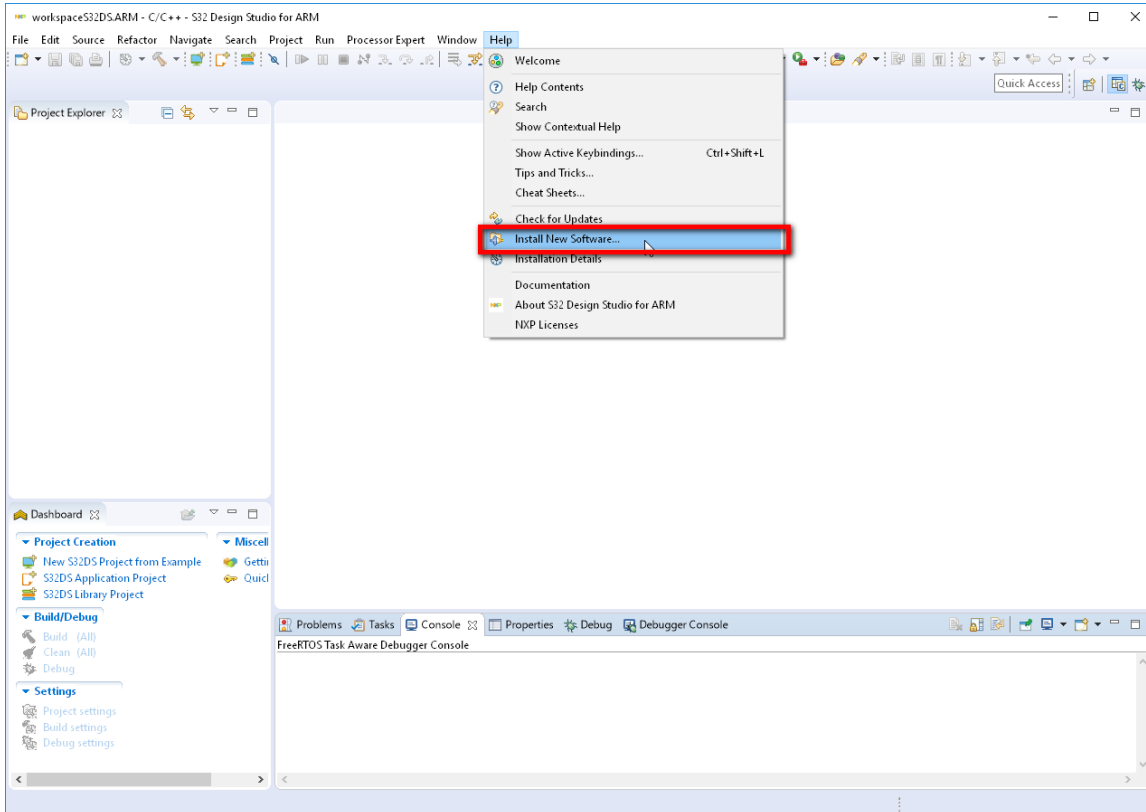 workspaceS32DS.ARM - C/C++ - S32 Design Studio for ARM
File Edit Source Refactor Navigate Search Project Run Processor Expert Window Help
Quick Access
Project Explorer
Welcome
Help Contents
Search
Show Contextual Help
Show Active Keybindings... Ctrl+Shift+L
Tips and Tricks...
Cheat Sheets...
Check for Updates
Install New Software...
Installation Details
Documentation
About S32 Design Studio for ARM
NXP Licenses
Dashboard
Project Creation
New S32DS Project from Example
S32DS Application Project
S32DS Library Project
Miscell
Gettin
Quicl
Build/Debug
Build (All)
Clean (All)
Debug
Settings
Project settings
Build settings
Debug settings
Problems Tasks Console Properties Debug Debugger Console
FreeRTOS Task Aware Debugger Console